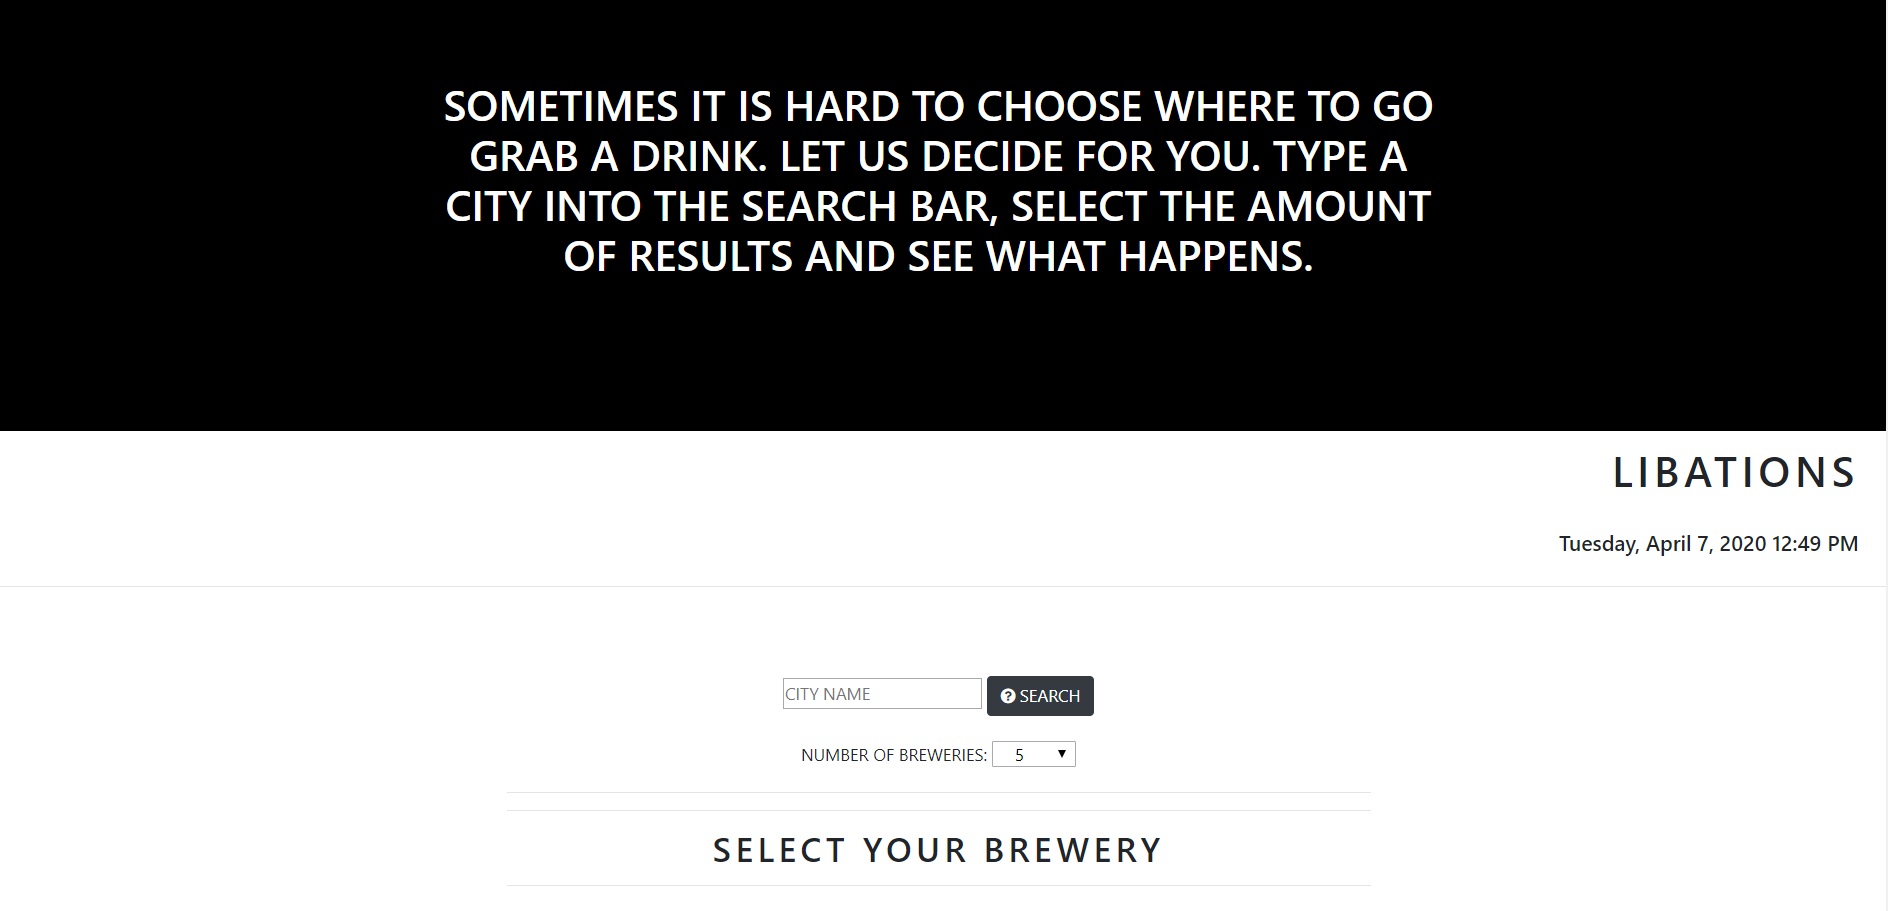 SOMETIMES IT IS HARD TO CHOOSE WHERE TO GO
GRAB A DRINK. LET US DECIDE FOR YOU. TYPE A
CITY INTO THE SEARCH BAR, SELECT THE AMOUNT
OF RESULTS AND SEE WHAT HAPPENS.
LIBATIONS
Tuesday, April 7, 2020 12:49 PM
CITY NAME
SEARCH
NUMBER OF BREWERIES: 5
SELECT YOUR BREWERY